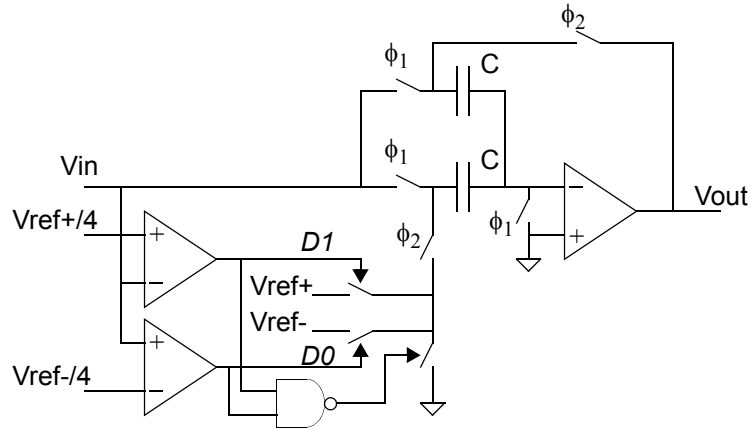 ϕ2
ϕ1
C
ϕ1
C
Vin
Vref+/4
+
−
D1
ϕ2
ϕ1
−
+
Vout
Vref+
Vref-
+
−
D0
Vref-/4